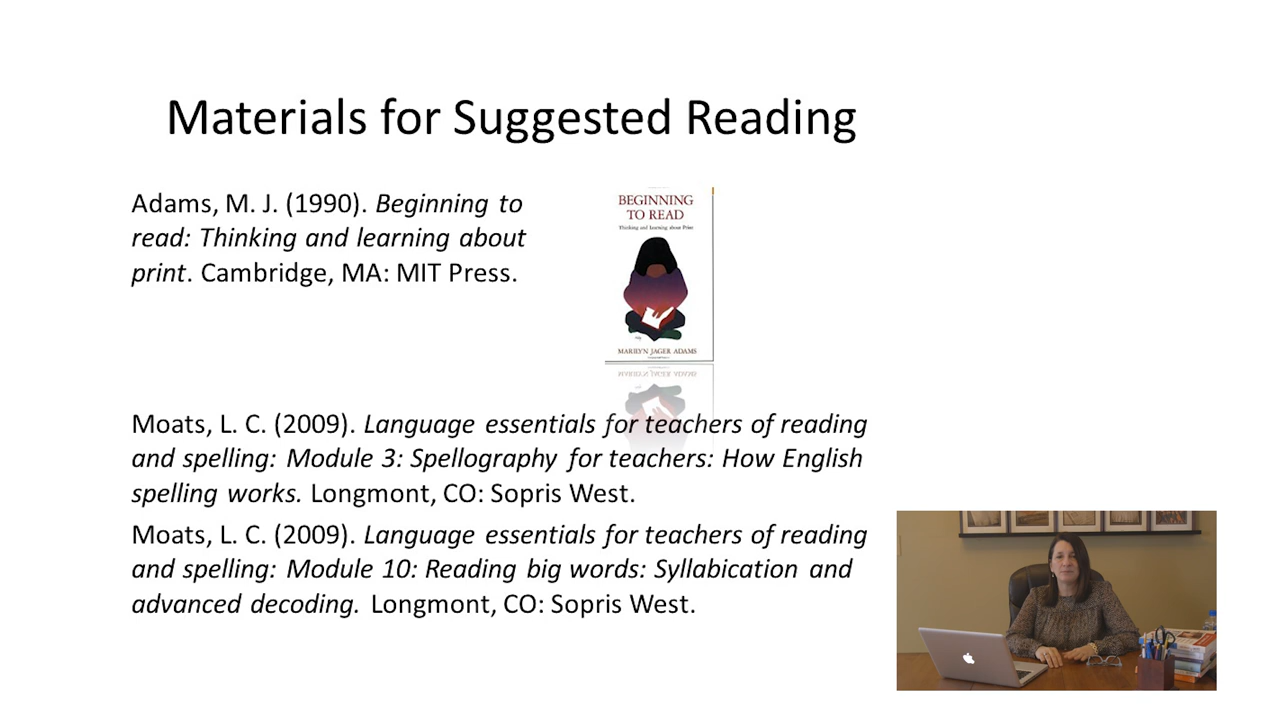 Materials for Suggested Reading
Adams, M. J. (1990). Beginning to
read: Thinking and learning about
print. Cambridge, MA: MIT Press.
BEGINNING
TO READ
Thinking and Learning about Print
MARILYN JAGER ADAMS
Moats, L. C. (2009). Language essentials for teachers of reading
and spelling: Module 3: Spellography for teachers: How English
spelling works. Longmont, CO: Sopris West.
Moats, L. C. (2009). Language essentials for teachers of reading
and spelling: Module 10: Reading big words: Syllabication and
advanced decoding. Longmont, CO: Sopris West.